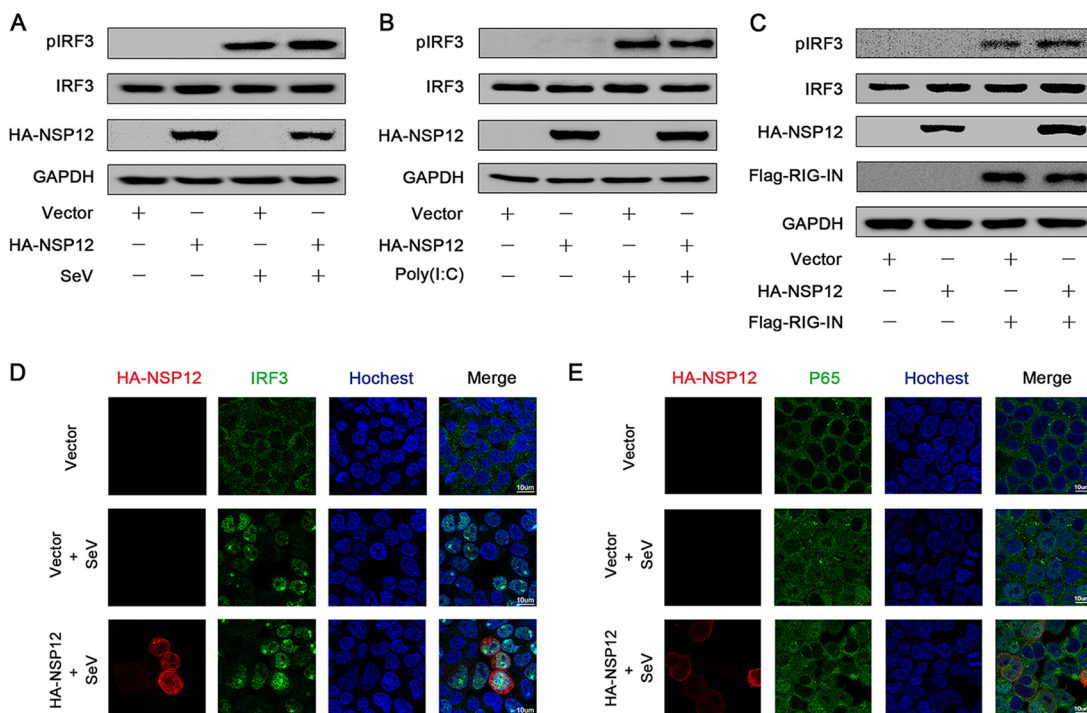 A
pIRF3
IRF3
HA-NSP12
GAPDH
Vector + − + −
HA-NSP12 − + − +
SeV − − + +
B
pIRF3
IRF3
HA-NSP12
GAPDH
Vector + − + −
HA-NSP12 − + − +
Poly(I:C) − − + +
C
pIRF3
IRF3
HA-NSP12
Flag-RIG-IN
GAPDH
Vector + − + −
HA-NSP12 − + − +
Flag-RIG-IN − − + +
D
HA-NSP12 IRF3 Hochest Merge
Vector
10um
Vector
+
SeV
10um
HA-NSP12
+
SeV
10um
E
HA-NSP12 P65 Hochest Merge
Vector
10um
Vector
+
SeV
10um
HA-NSP12
+
SeV
10um